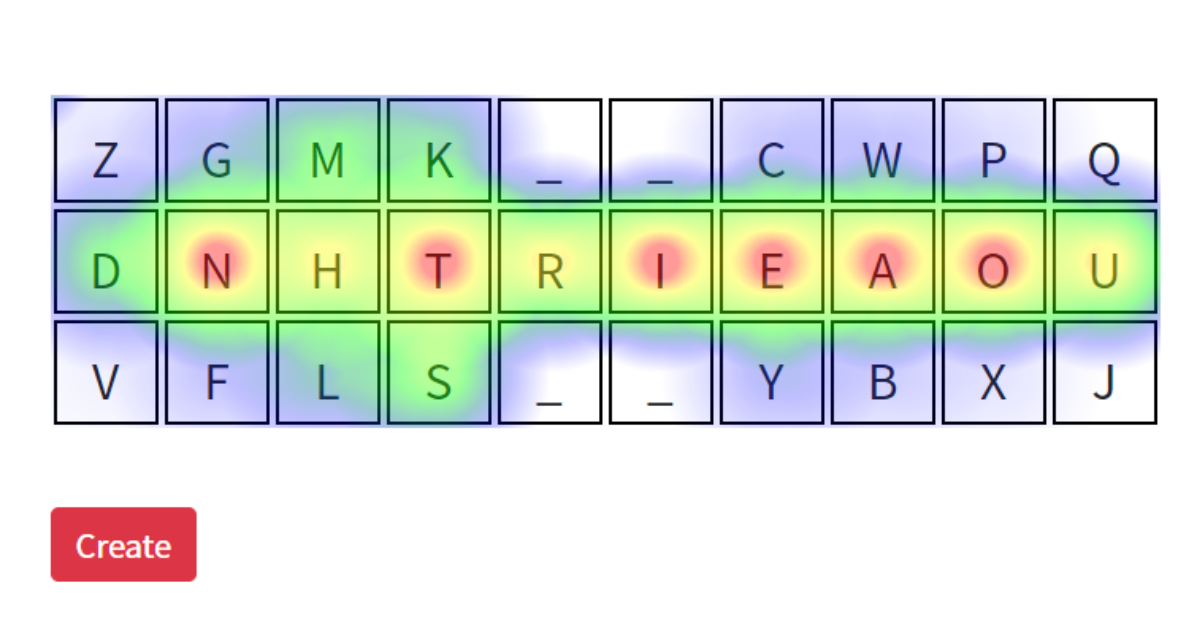 Z G M K _ _ C W P Q
D N H T R I E A O U
V F L S _ _ Y B X J
Create